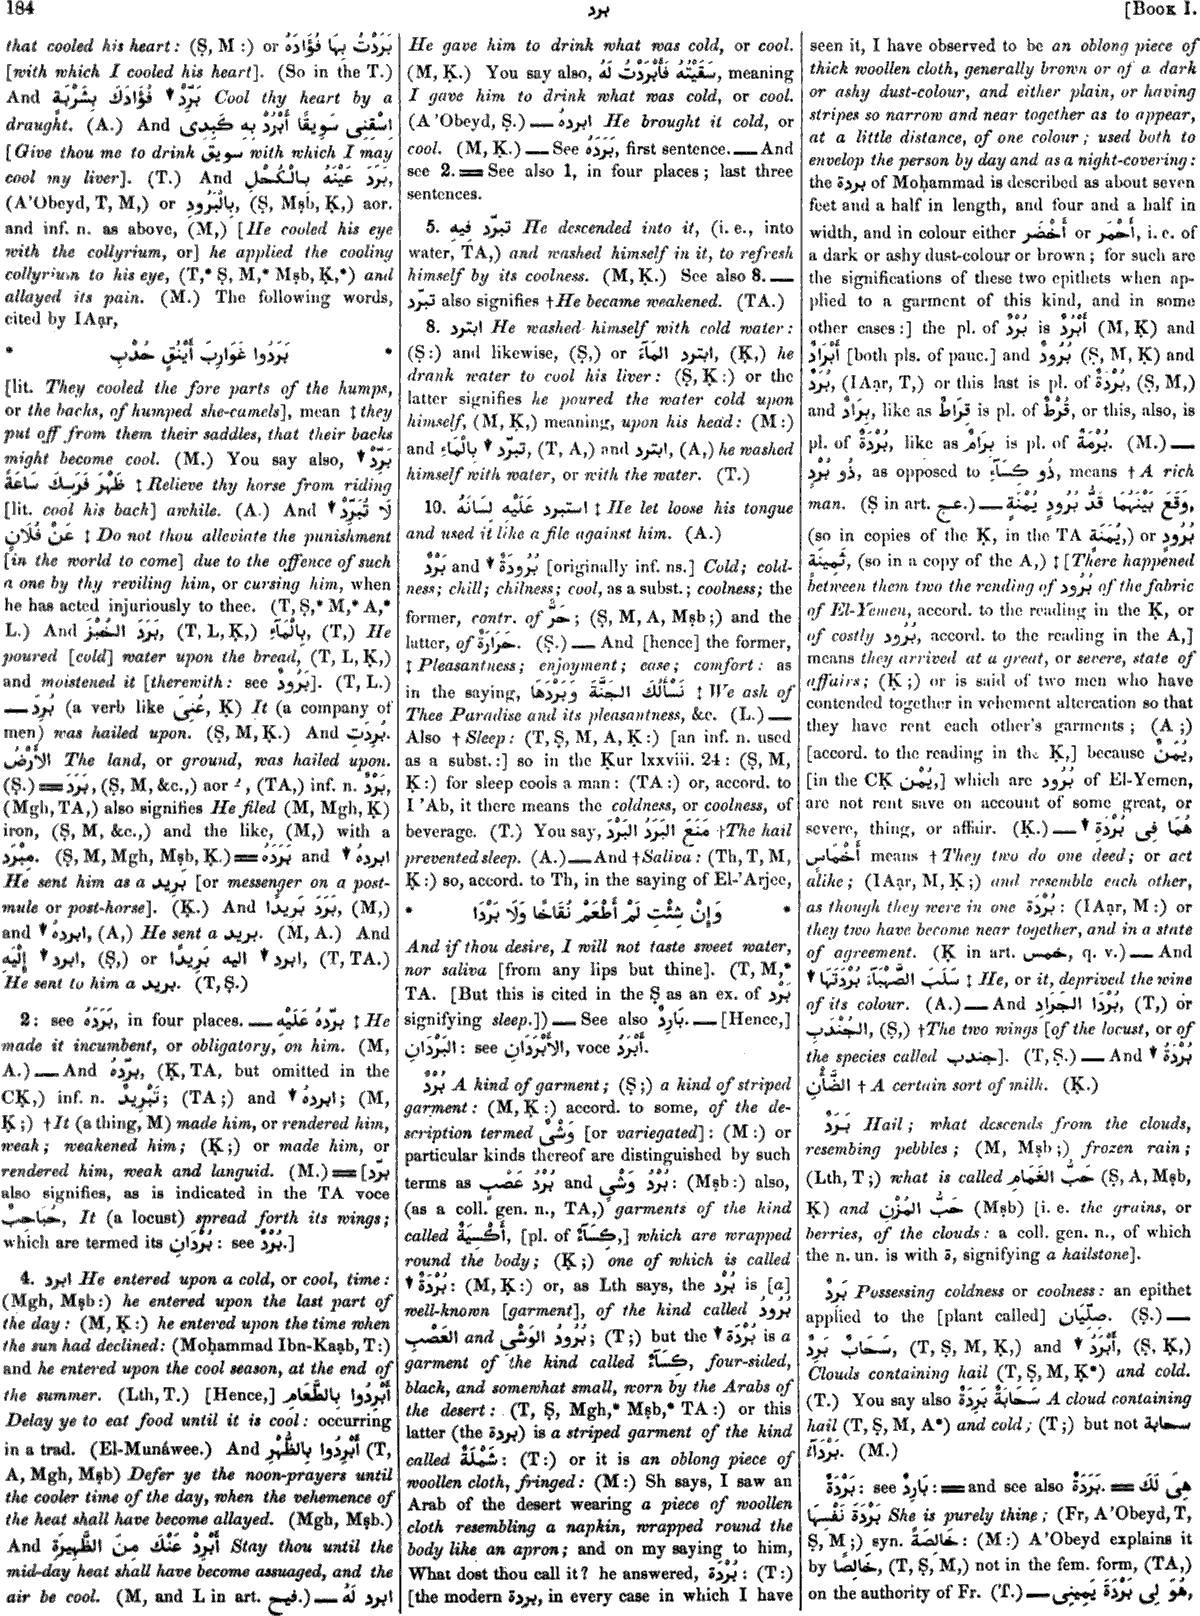 184
برد
[BOOK I.
that cooled his heart: (Ṣ, M:) or بَرَدْتُ بِهَا فُؤَادَهُ
[with which I cooled his heart]. (So in the T.)
And بَرِّدْ ▼ فُؤَادَكَ بِشَرْبَةٍ Cool thy heart by a
draught. (A.) And اِسْقِنِى سَوِيقًا أَبْرُدْ بِهِ كَبِدِى
[Give thou me to drink سويق with which I may
cool my liver]. (T.) And بَرَدَ عَيْنَهُ بِالكُحْلِ,
(A'Obeyd, T, M,) or بِالْبَرُودِ, (Ṣ, Mṣb, Ḳ,) aor.
and inf. n. as above, (M,) [He cooled his eye
with the collyrium, or] he applied the cooling
collyrium to his eye, (T,* Ṣ, M,* Mṣb, Ḳ,*) and
allayed its pain. (M.) The following words,
cited by IAạr,
* بَرَدُوا غَوَارِبَ أَيْنُقٍ حُدْبِ *
[lit. They cooled the fore parts of the humps,
or the backs, of humped she-camels], mean ‡ they
put off from them their saddles, that their backs
might become cool. (M.) You say also, بَرِّدْ ▼
ظَهْرَ فَرَسِكَ سَاعَةً ‡ Relieve thy horse from riding
[lit. cool his back] awhile. (A.) And لَا تُبَرِّدْ ▼
عَنْ فُلَانٍ ‡ Do not thou alleviate the punishment
[in the world to come] due to the offence of such
a one by thy reviling him, or cursing him, when
he has acted injuriously to thee. (T, Ṣ,* M,* A,*
L.) And بَرَدَ الخُبْزَ, (T, L, Ḳ,) بِالْمَآءِ, (T,) He
poured [cold] water upon the bread, (T, L, Ḳ,)
and moistened it [therewith: see بَرُودٌ]. (T, L.)
— بُرِدَ (a verb like عُنِىَ, Ḳ) It (a company of
men) was hailed upon. (Ṣ, M, Ḳ.) And بُرِدَتِ
الأَرْضُ The land, or ground, was hailed upon.
(Ṣ.) = بَرَدَ, (Ṣ, M, &c.,) aor ـُ, (TA,) inf. n. بَرْدٌ,
(Mgh, TA,) also signifies He filed (M, Mgh, Ḳ)
iron, (Ṣ, M, &c.,) and the like, (M,) with a
مِبْرَد. (Ṣ, M, Mgh, Mṣb, Ḳ.) = بَرَدَهُ and ▼ ابردهُ
He sent him as a بَرِيد [or messenger on a post-
mule or post-horse]. (Ḳ.) And بَرَدَ بَرِيدًا, (M,)
and ▼ ابردهُ, (A,) He sent a بريد. (M, A.) And
ابرد ▼ إِلَيْهِ, (Ṣ,) or ابرد ▼ اليه بَرِيدًا, (T, TA.)
He sent to him a بريد. (T, Ṣ.)
2: see بَرَدَهُ, in four places. — بَرَّدَهُ عَلَيْهِ ‡ He
made it incumbent, or obligatory, on him. (M,
A.) — And بَرَّدَهُ, (Ḳ, TA, but omitted in the
CḲ,) inf. n. تَبْرِيدٌ; (TA;) and ▼ ابردهُ; (M,
Ḳ;) † It (a thing, M) made him, or rendered him,
weak; weakened him; (Ḳ;) or made him, or
rendered him, weak and languid. (M.) = [بَرَّدَ
also signifies, as is indicated in the TA voce
حُبَاحِبٌ, It (a locust) spread forth its wings;
which are termed its بُرْدَانِ: see بُرْدٌ.]
4. ابرد He entered upon a cold, or cool, time:
(Mgh, Mṣb:) he entered upon the last part of
the day: (M, Ḳ:) he entered upon the time when
the sun had declined: (Moḥammad Ibn-Kaạb, T:)
and he entered upon the cool season, at the end of
the summer. (Lth, T.) [Hence,] أَبْرِدُوا بِالطَّعَامِ
Delay ye to eat food until it is cool: occurring
in a trad. (El-Munáwee.) And أَبْرِدُوا بِالظُّهْرِ (T,
A, Mgh, Mṣb) Defer ye the noon-prayers until
the cooler time of the day, when the vehemence of
the heat shall have become allayed. (Mgh, Mṣb.)
And أَبْرِدْ عَنْكَ مِنَ الظَّهِيرَةِ Stay thou until the
mid-day heat shall have become assuaged, and the
air be cool. (M, and L in art. فيح.) — ابرد لَهُ
He gave him to drink what was cold, or cool.
(M, Ḳ.) You say also, سَقَيْتُهُ فَأَبْرَدْتُ لَهُ, meaning
I gave him to drink what was cold, or cool.
(A'Obeyd, Ṣ.) — ابردهُ He brought it cold, or
cool. (M, Ḳ.) — See بَرَدَهُ, first sentence. — And
see 2. = See also 1, in four places; last three
sentences.
5. تبرّد فِيهِ He descended into it, (i. e., into
water, TA,) and washed himself in it, to refresh
himself by its coolness. (M, Ḳ.) See also 8. —
تبرّد also signifies † He became weakened. (TA.)
8. ابترد He washed himself with cold water:
(Ṣ:) and likewise, (Ṣ,) or ابترد المَآءَ, (Ḳ,) he
drank water to cool his liver: (Ṣ, Ḳ:) or the
latter signifies he poured the water cold upon
himself, (M, Ḳ,) meaning, upon his head: (M:)
and تبرّد ▼ بِالْمَآءِ, (T, A,) and ابترد, (A,) he washed
himself with water, or with the water. (T.)
10. استبرد عَلَيْهِ لِسَانَهُ ‡ He let loose his tongue
and used it like a file against him. (A.)
بَرْدٌ and ▼ بُرُودَةٌ [originally inf. ns.] Cold; cold-
ness; chill; chilness; cool, as a subst.; coolness; the
former, contr. of حَرٌّ; (Ṣ, M, A, Mṣb;) and the
latter, of حَرَارَةٌ. (Ṣ.) — And [hence] the former,
‡ Pleasantness; enjoyment; ease; comfort: as
in the saying, نَسْأَلُكَ الجَنَّةَ وَبَرْدَهَا ‡ We ask of
Thee Paradise and its pleasantness, &c. (L.) —
Also † Sleep: (T, Ṣ, M, A, Ḳ:) [an inf. n. used
as a subst.:] so in the Ḳur lxxviii. 24: (Ṣ, M,
Ḳ:) for sleep cools a man: (TA:) or, accord. to
I'Ab, it there means the coldness, or coolness, of
beverage. (T.) You say, مَنَعَ البَرَدُ البَرْدَ † The hail
prevented sleep. (A.) — And † Saliva: (Th, T, M,
Ḳ:) so, accord. to Th, in the saying of El-'Arjee,
* وَإِنْ شِئْتِ لَمْ أَطْعَمْ نُقَاخًا وَلَا بَرْدَا *
And if thou desire, I will not taste sweet water,
nor saliva [from any lips but thine]. (T, M,*
TA. [But this is cited in the Ṣ as an ex. of بَرْد
signifying sleep.]) — See also بَارِدٌ. — [Hence,]
البَرْدَانِ: see الأَبْرَدَانِ, voce أَبْرَدُ.
بُرْدٌ A kind of garment; (Ṣ;) a kind of striped
garment: (M, Ḳ:) accord. to some, of the de-
scription termed وَشْىٌ [or variegated]: (M:) or
particular kinds thereof are distinguished by such
terms as بُرْدُ عَصْبٍ and بُرْدُ وَشْىٍ: (Mṣb:) also,
(as a coll. gen. n., TA,) garments of the kind
called أَكْسِيَةٌ, [pl. of كِسَآءٌ,] which are wrapped
round the body; (Ḳ;) one of which is called
▼ بُرْدَةٌ: (M, Ḳ:) or, as Lth says, the بُرْد is [a]
well-known [garment], of the kind called بُرُودُ
العَصْبِ and بُرُودُ الوَشْىِ; (T;) but the ▼ بُرْدَة is a
garment of the kind called كِسَآءٌ, four-sided,
black, and somewhat small, worn by the Arabs of
the desert: (T, Ṣ, Mgh,* Mṣb,* TA:) or this
latter (the بردة) is a striped garment of the kind
called شَمْلَةٌ: (T:) or it is an oblong piece of
woollen cloth, fringed: (M:) Sh says, I saw an
Arab of the desert wearing a piece of woollen
cloth resembling a napkin, wrapped round the
body like an apron; and on my saying to him,
What dost thou call it? he answered, بُرْدَةٌ: (T:)
[the modern بردة, in every case in which I have
seen it, I have observed to be an oblong piece of
thick woollen cloth, generally brown or of a dark
or ashy dust-colour, and either plain, or having
stripes so narrow and near together as to appear,
at a little distance, of one colour; used both to
envelop the person by day and as a night-covering:
the بردة of Moḥammad is described as about seven
feet and a half in length, and four and a half in
width, and in colour either أَخْضَر or أَحْمَر, i. e. of
a dark or ashy dust-colour or brown; for such are
the significations of these two epithets when ap-
plied to a garment of this kind, and in some
other cases:] the pl. of بُرْدٌ is أَبْرُدٌ (M, Ḳ) and
أَبْرَادٌ [both pls. of pauc.] and بُرُودٌ (Ṣ, M, Ḳ) and
بُرَدٌ, (IAạr, T,) or this last is pl. of بُرْدَةٌ, (Ṣ, M,)
and بِرَادٌ, like as قِرَاطٌ is pl. of قُرْطٌ, or this, also, is
pl. of بُرْدَةٌ, like as بِرَامٌ is pl. of بُرْمَةٌ. (M.) —
ذُو بُرْدٍ, as opposed to ذُو كِسَآءٍ, means † A rich
man. (Ṣ in art. عج.) — وَقَعَ بَيْنَهُمَا قَدُّ بُرُودٍ يُمْنَةٍ,
(so in copies of the Ḳ, in the TA يُمْنَةٍ,) or بُرُودٍ
ثَمِينَةٍ, (so in a copy of the A,) ‡ [There happened
between them two the rending of بُرُود of the fabric
of El-Yemen, accord. to the reading in the Ḳ, or
of costly بُرُود, accord. to the reading in the A,]
means they arrived at a great, or severe, state of
affairs; (Ḳ;) or is said of two men who have
contended together in vehement altercation so that
they have rent each other's garments; (A;)
[accord. to the reading in the Ḳ,] because يُمَنٌ,
[in the CḲ يُمْن,] which are بُرُود of El-Yemen,
are not rent save on account of some great, or
severe, thing, or affair. (Ḳ.) — هُمَا فِى بُرْدَةِ ▼
أَخْمَاسٍ means † They two do one deed; or act
alike; (IAạr, M, Ḳ;) and resemble each other,
as though they were in one بُرْدَة: (IAạr, M:) or
they two have become near together, and in a state
of agreement. (Ḳ in art. خمس, q. v.) — And
سَلَبَ الصَّهْبَآءَ بُرْدَتَهَا ▼ ‡ He, or it, deprived the wine
of its colour. (A.) — And بُرْدَا الجَرَادِ, (T,) or
الجُنْدَبِ, (Ṣ,) † The two wings [of the locust, or of
the species called جندب]. (T, Ṣ.) — And ▼ بُرْدَةُ
الضَّأْنِ † A certain sort of milk. (Ḳ.)
بَرَدٌ Hail; what descends from the clouds,
resembing pebbles; (M, Mṣb;) frozen rain;
(Lth, T;) what is called حَبُّ الغَمَامِ (Ṣ, A, Mṣb,
Ḳ) and حَبُّ المُزْنِ (Mṣb) [i. e. the grains, or
berries, of the clouds: a coll. gen. n., of which
the n. un. is with ة, signifying a hailstone].
بَرِدٌ Possessing coldness or coolness: an epithet
applied to the [plant called] صِلِّيَان. (Ṣ.) —
سَحَابٌ بَرِدٌ, (T, Ṣ, M, Ḳ,) and ▼ أَبْرَدُ, (Ṣ, Ḳ,)
Clouds containing hail (T, Ṣ, M, Ḳ*) and cold.
(T.) You say also سَحَابَةٌ بَرِدَةٌ A cloud containing
hail (T, Ṣ, M, A*) and cold; (T;) but not سحابة
بَرْدَآءُ. (M.)
بَرْدَةٌ: see بَارِدٌ: = and see also بَرَدَةٌ. = هِىَ لَكَ
بَرْدَةُ نَفْسِهَا She is purely thine; (Fr, A'Obeyd, T,
Ṣ, M;) syn. خَالِصَةً: (M:) A'Obeyd explains it
by خَالِصًا, (T, Ṣ, M,) not in the fem. form, (TA,)
on the authority of Fr. (T.) — هُوَ لِى بَرْدَةُ يَمِينِى,